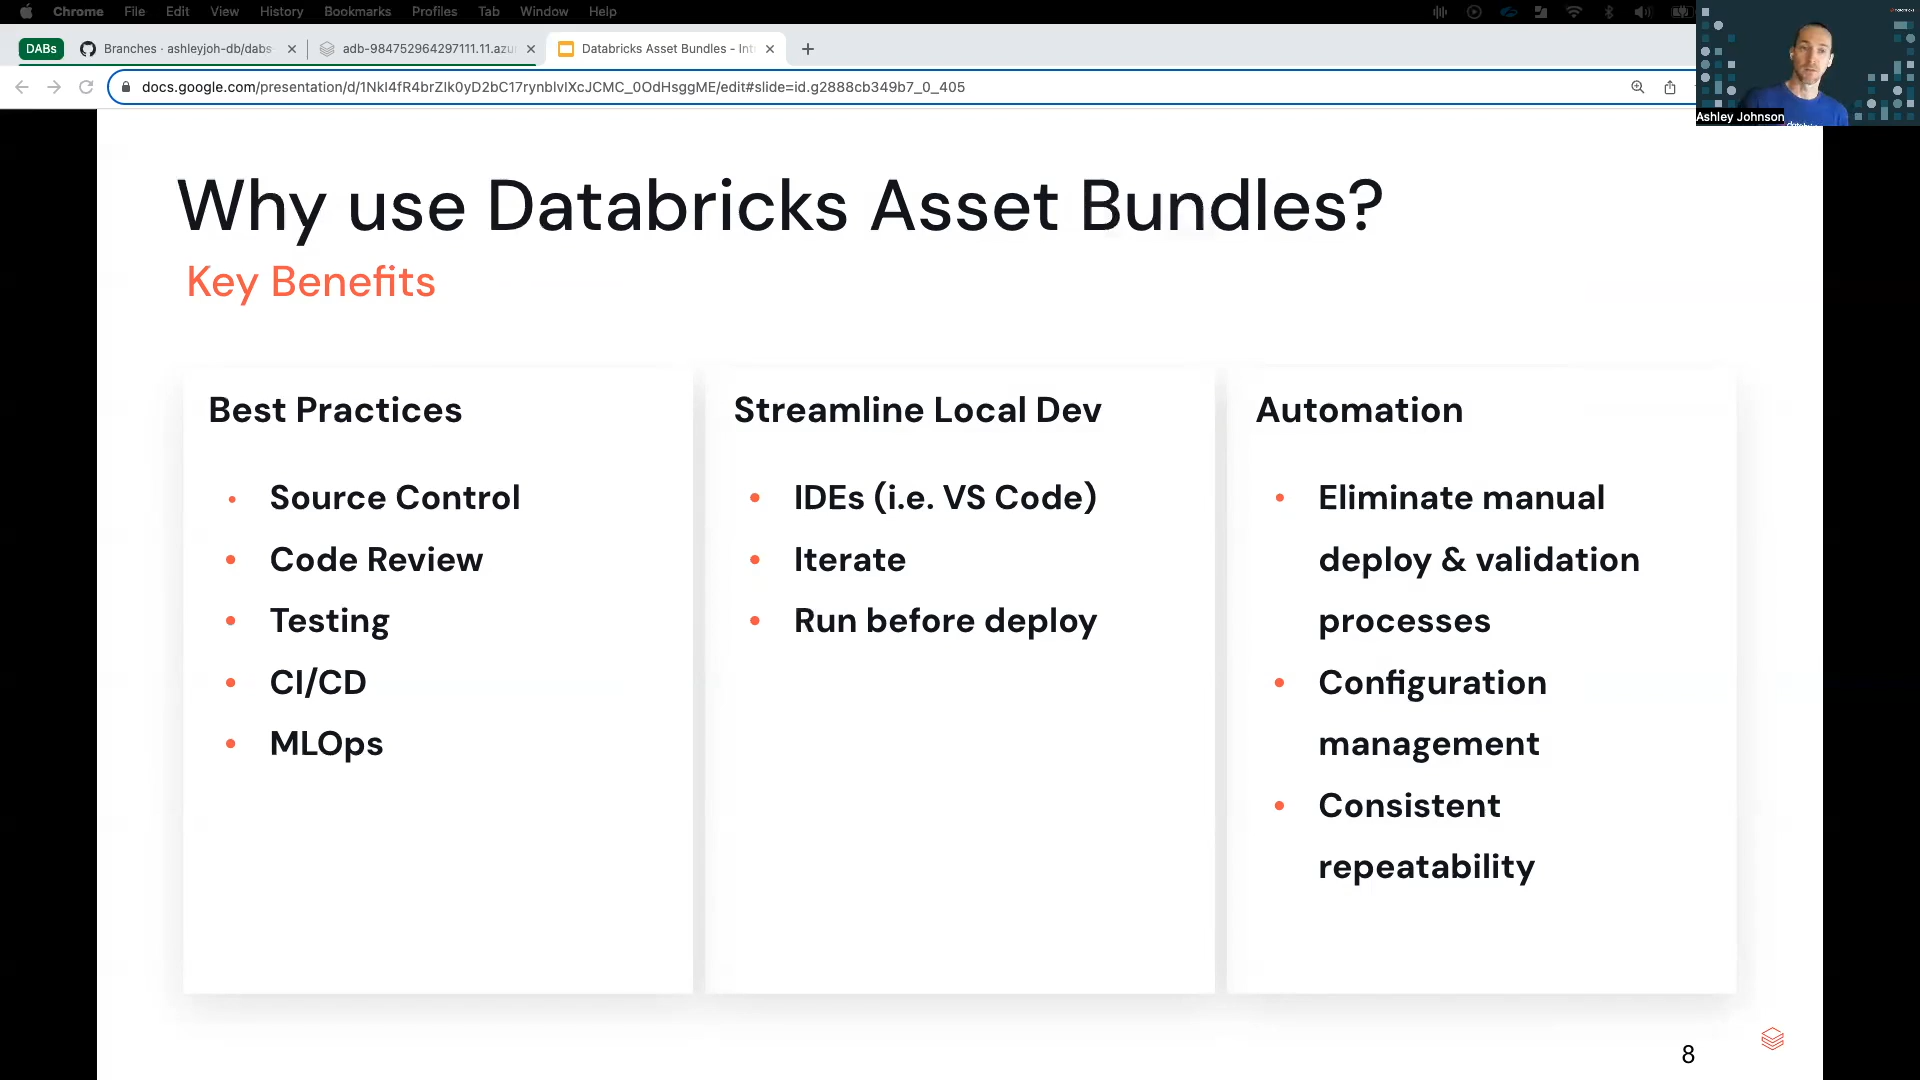 Chrome File Edit View History Bookmarks Profiles Tab Window Help
DABs Branches · ashleyjoh-db/dabs adb-984752964297111.11.azu Databricks Asset Bundles - Int
docs.google.com/presentation/d/1NkI4fR4brZIk0yD2bC17rynblvIXcJCMC_0OdHsggME/edit#slide=id.g2888cb349b7_0_405
Ashley Johnson
Why use Databricks Asset Bundles?
Key Benefits
Best Practices
• Source Control
• Code Review
• Testing
• CI/CD
• MLOps
Streamline Local Dev
• IDEs (i.e. VS Code)
• Iterate
• Run before deploy
Automation
• Eliminate manual
deploy & validation
processes
• Configuration
management
• Consistent
repeatability
8